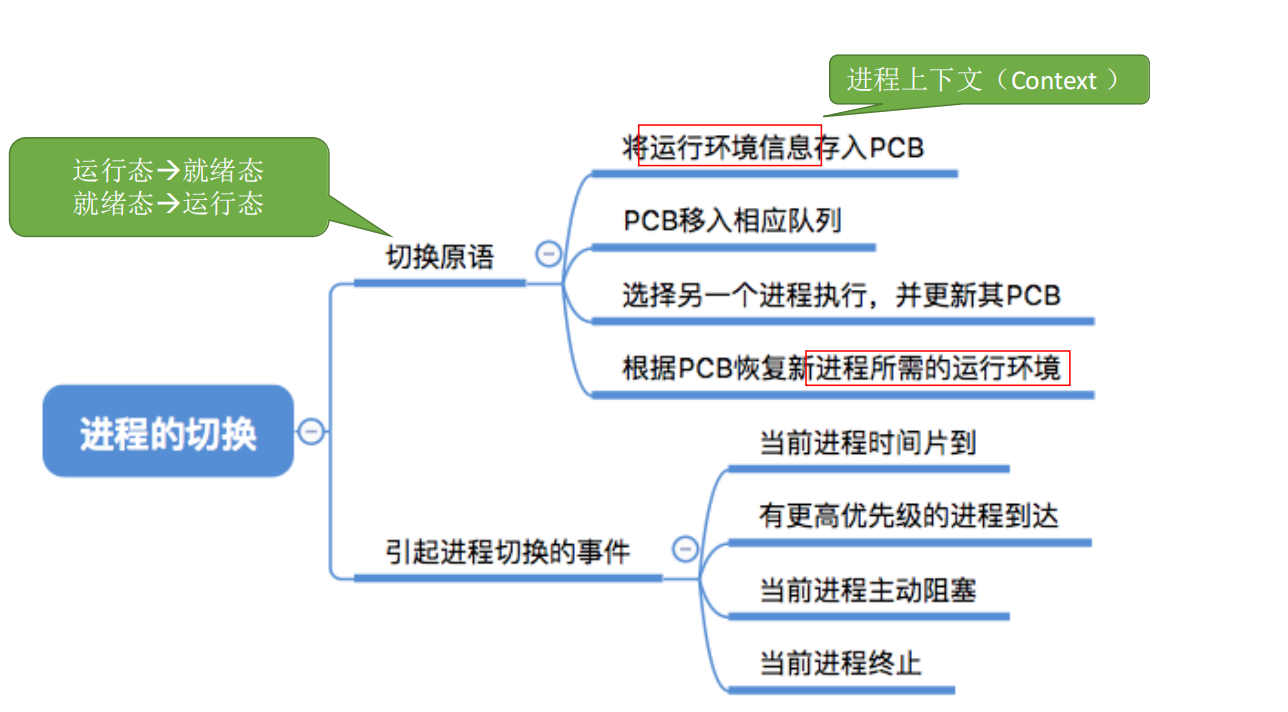 进程上下文（Context ）
运行态→就绪态
就绪态→运行态
将运行环境信息存入PCB
PCB移入相应队列
切换原语
选择另一个进程执行，并更新其PCB
根据PCB恢复新进程所需的运行环境
进程的切换
当前进程时间片到
有更高优先级的进程到达
引起进程切换的事件
当前进程主动阻塞
当前进程终止